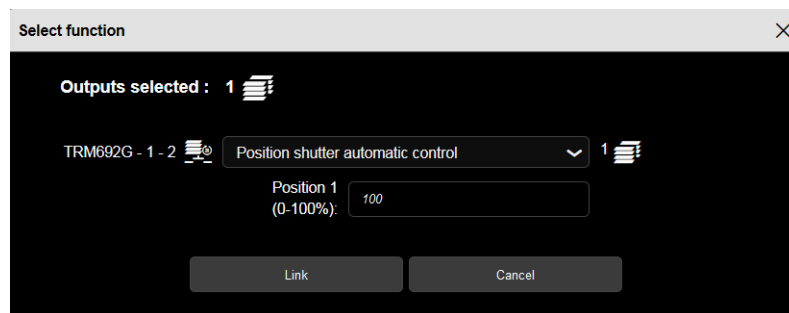 Select function
Outputs selected : 1
TRM692G - 1 - 2 Position shutter automatic control 1
Position 1
(0-100%): 100
Link Cancel